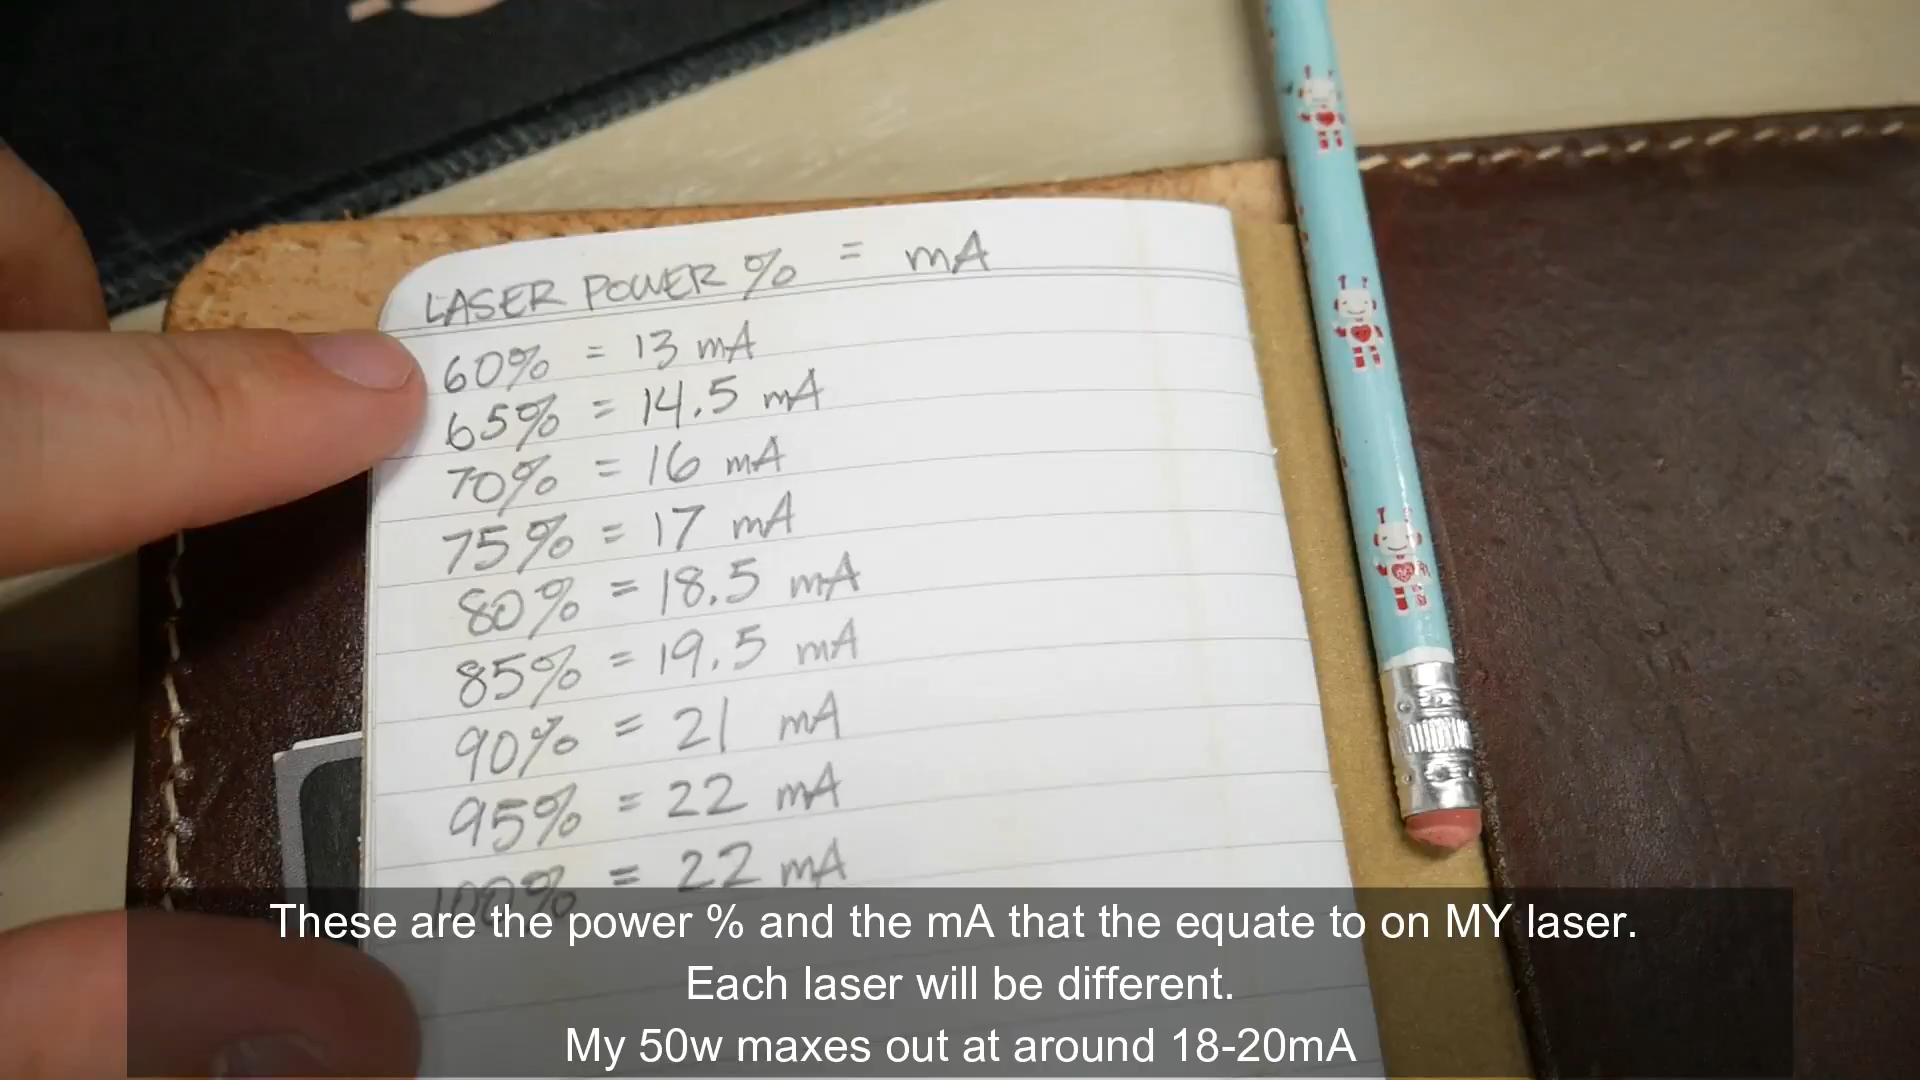 LASER POWER % = mA
60% = 13 mA
65% = 14.5 mA
70% = 16 mA
75% = 17 mA
80% = 18.5 mA
85% = 19.5 mA
90% = 21 mA
95% = 22 mA
100% = 22 mA
These are the power % and the mA that the equate to on MY laser.
Each laser will be different.
My 50w maxes out at around 18-20mA